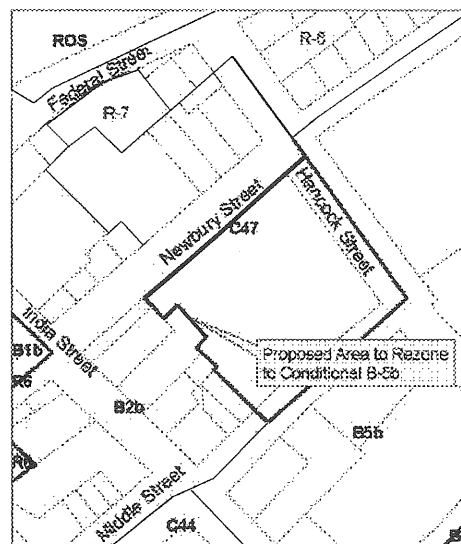 ROS
R-6
Federal Street
R-7
Newbury Street
C47
Hancock Street
India Street
B1b
R6
Proposed Area to Rezone
to Conditional B-5b
B2b
B5b
Middle Street
C44